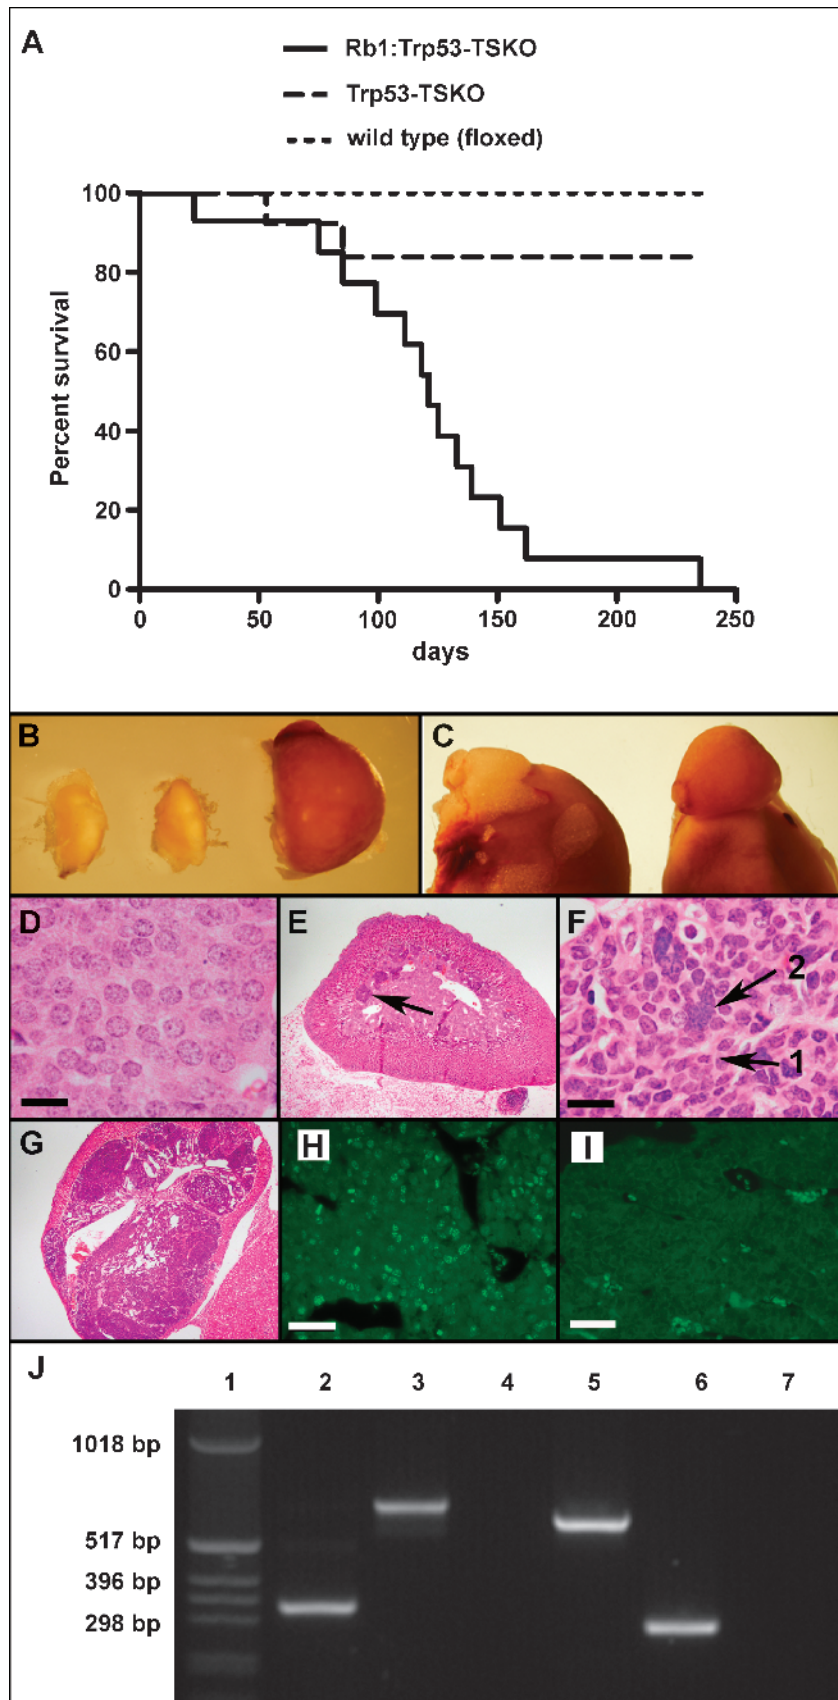 A
Rb1:Trp53-TSKO
Trp53-TSKO
wild type (floxed)
100
80
60
40
20
0
Percent survival
0 50 100 150 200 250
days
B
C
D
E
F
2
1
G
H
I
J
1 2 3 4 5 6 7
1018 bp
517 bp
396 bp
298 bp